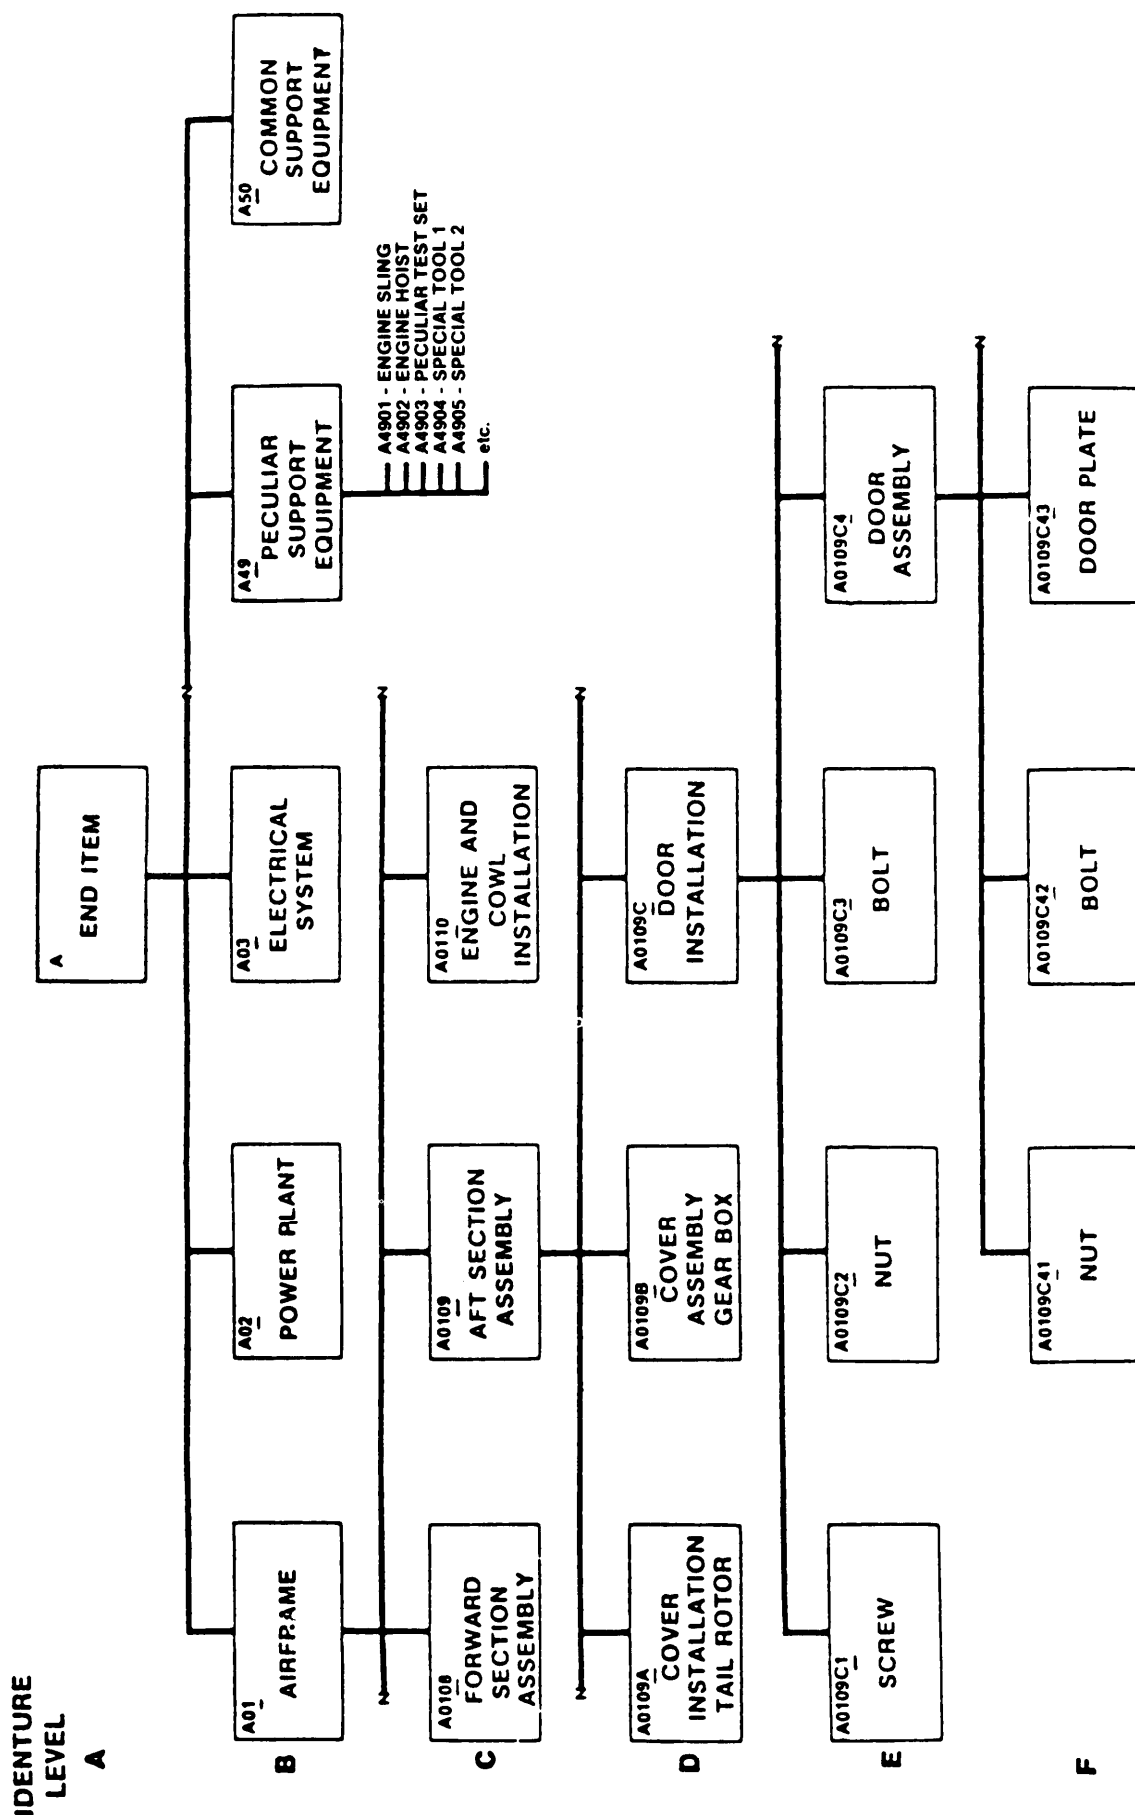 IDENTURE
LEVEL
A
A
END ITEM
B
A01
AIRFRAME
A02
POWER PLANT
A03
ELECTRICAL
SYSTEM
A49
PECULIAR
SUPPORT
EQUIPMENT
A50
COMMON
SUPPORT
EQUIPMENT
A4901 - ENGINE SLING
A4902 - ENGINE HOIST
A4903 - PECULIAR TEST SET
A4904 - SPECIAL TOOL 1
A4905 - SPECIAL TOOL 2
etc.
C
A0108
FORWARD
SECTION
ASSEMBLY
A0109
AFT SECTION
ASSEMBLY
A0110
ENGINE AND
COWL
INSTALLATION
D
A0109A
COVER
INSTALLATION
TAIL ROTOR
A0109B
COVER
ASSEMBLY
GEAR BOX
A0109C
DOOR
INSTALLATION
E
A0109C1
SCREW
A0109C2
NUT
A0109C3
BOLT
A0109C4
DOOR
ASSEMBLY
F
A0109C41
NUT
A0109C42
BOLT
A0109C43
DOOR PLATE